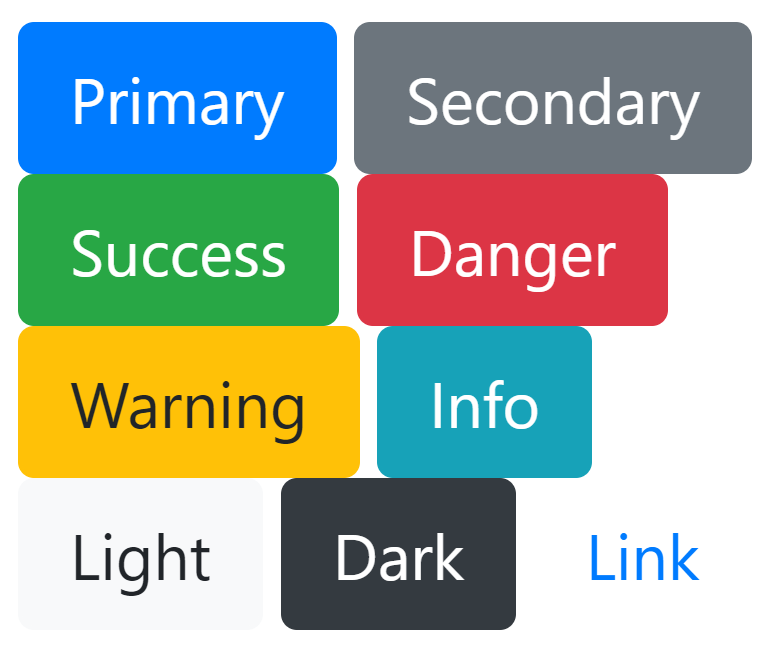 Primary Secondary
Success Danger
Warning Info
Light Dark Link